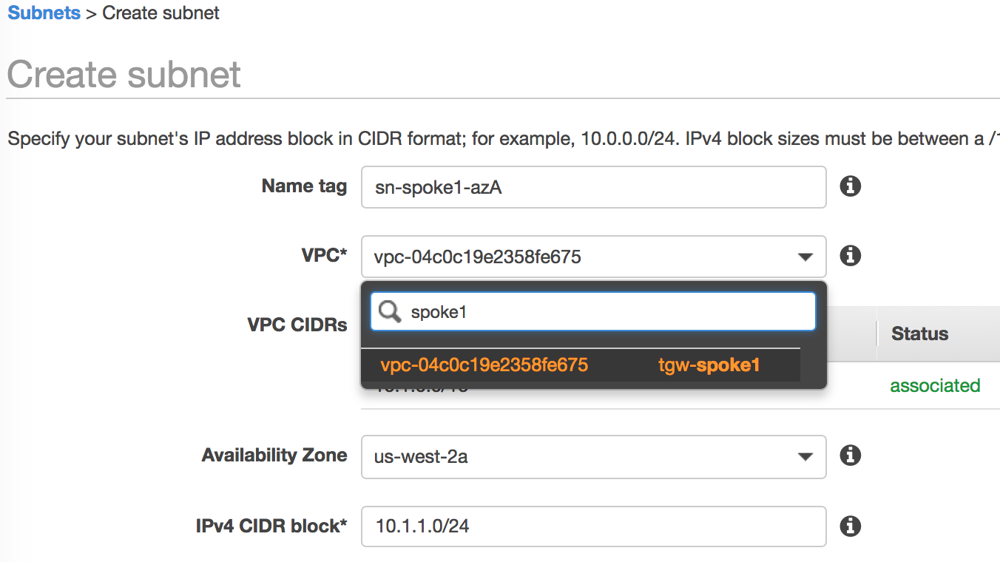 Subnets > Create subnet
Create subnet
Specify your subnet's IP address block in CIDR format; for example, 10.0.0.0/24. IPv4 block sizes must be between a
Name tag sn-spoke1-azA
VPC* vpc-04c0c19e2358fe675
spoke1
VPC CIDRs Status
vpc-04c0c19e2358fe675 tgw-spoke1
associated
Availability Zone us-west-2a
IPv4 CIDR block* 10.1.1.0/24